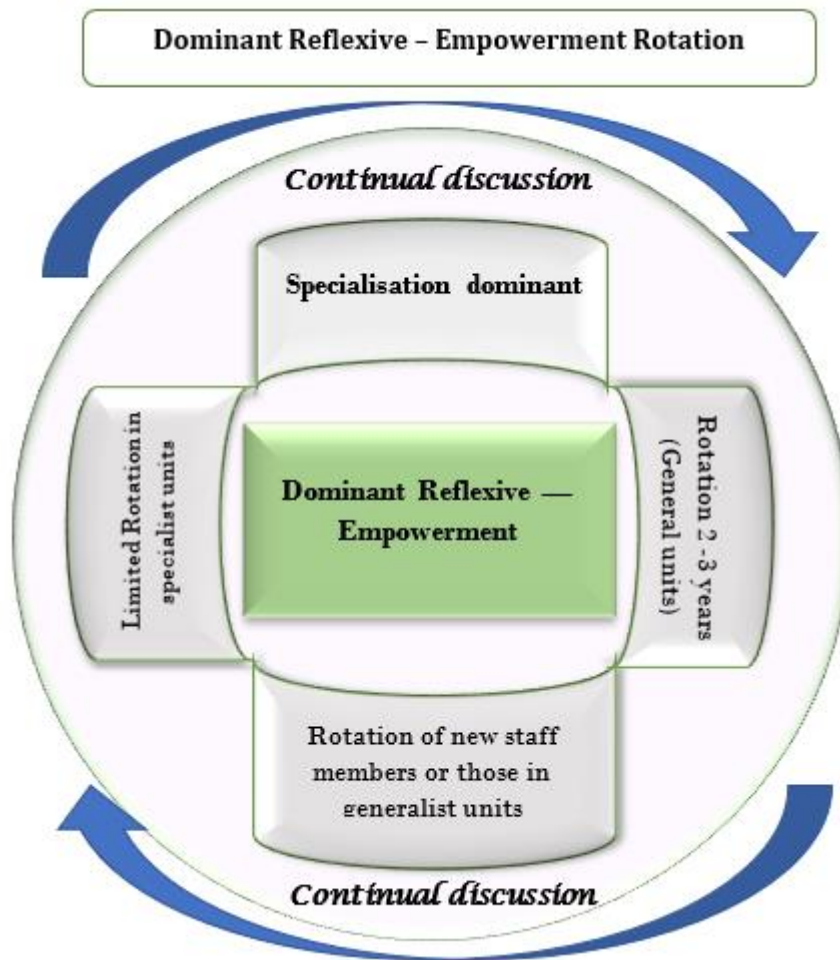 Dominant Reflexive – Empowerment Rotation
Continual discussion
Specialisation dominant
Limited Rotation in
specialist units
Dominant Reflexive —
Empowerment
Rotation 2 -3 years
(General units)
Rotation of new staff
members or those in
generalist units
Continual discussion